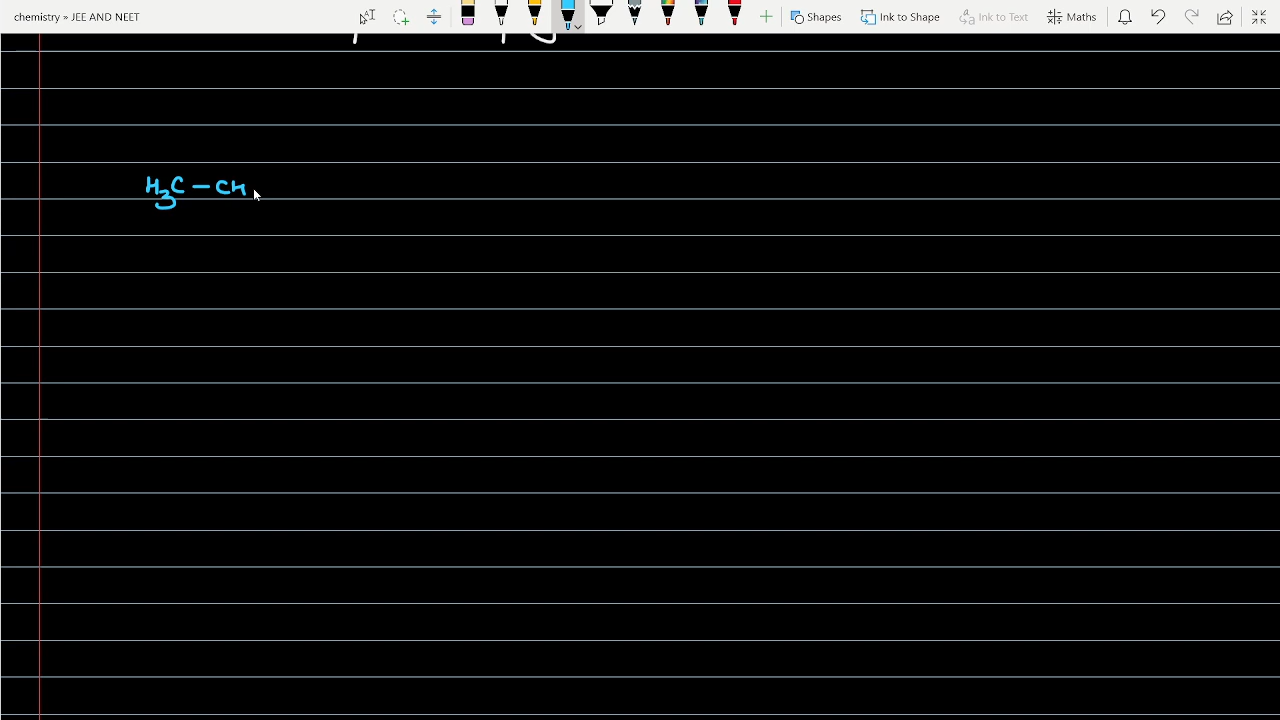 chemistry » JEE AND NEET
Shapes
Ink to Shape
Ink to Text
Maths
H₃C – CH